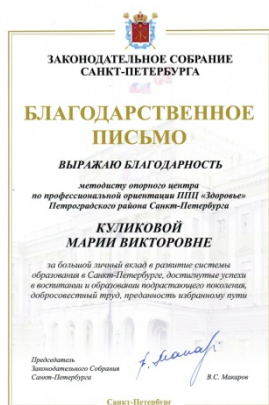 ЗАКОНОДАТЕЛЬНОЕ СОБРАНИЕ
САНКТ-ПЕТЕРБУРГА
БЛАГОДАРСТВЕННОЕ
ПИСЬМО
ВЫРАЖАЮ БЛАГОДАРНОСТЬ
методисту опорного центра
по профессиональной ориентации ППЦ «Здоровье»
Петроградского района Санкт-Петербурга
КУЛИКОВОЙ
МАРИИ ВИКТОРОВНЕ
за большой личный вклад в развитие системы
образования в Санкт-Петербурге, достигнутые успехи
в воспитании и образовании подрастающего поколения,
добросовестный труд, преданность избранному пути
Председатель
Законодательного Собрания
Санкт-Петербурга
В.С. Макаров
Санкт-Петербург